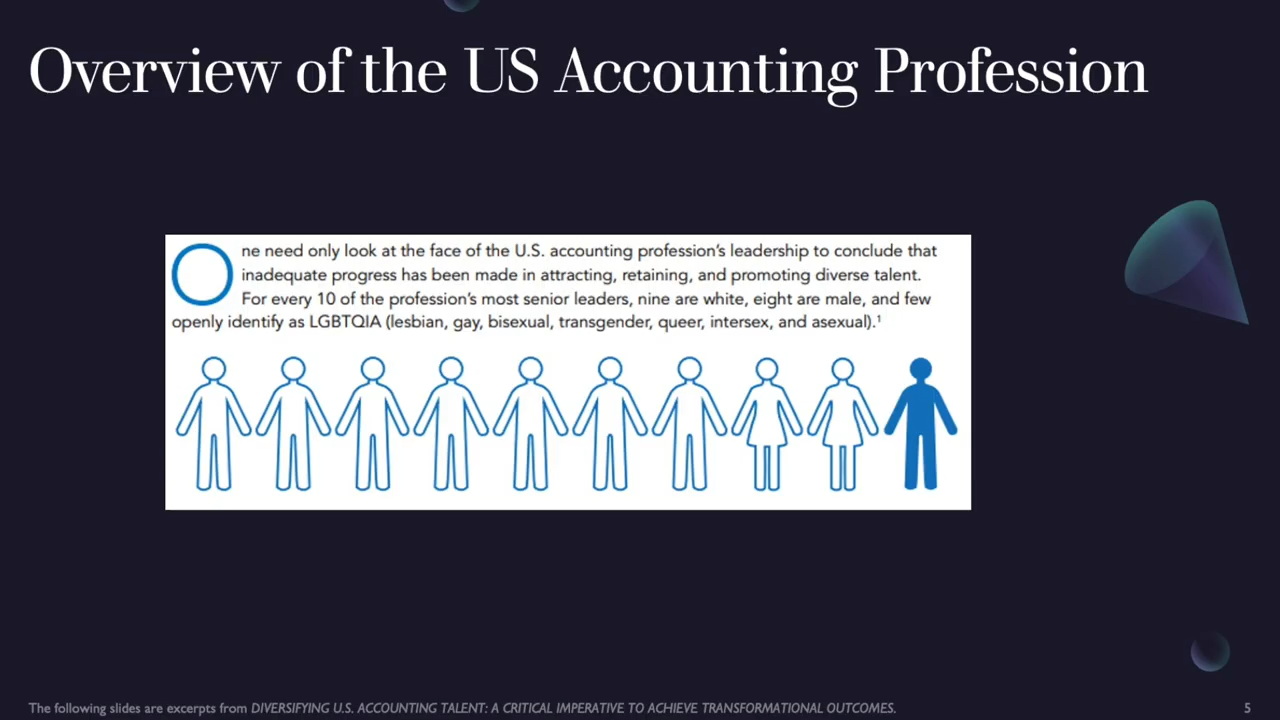 Overview of the US Accounting Profession
One need only look at the face of the U.S. accounting profession's leadership to conclude that
inadequate progress has been made in attracting, retaining, and promoting diverse talent.
For every 10 of the profession's most senior leaders, nine are white, eight are male, and few
openly identify as LGBTQIA (lesbian, gay, bisexual, transgender, queer, intersex, and asexual).¹
The following slides are excerpts from DIVERSIFYING U.S. ACCOUNTING TALENT: A CRITICAL IMPERATIVE TO ACHIEVE TRANSFORMATIONAL OUTCOMES.
5